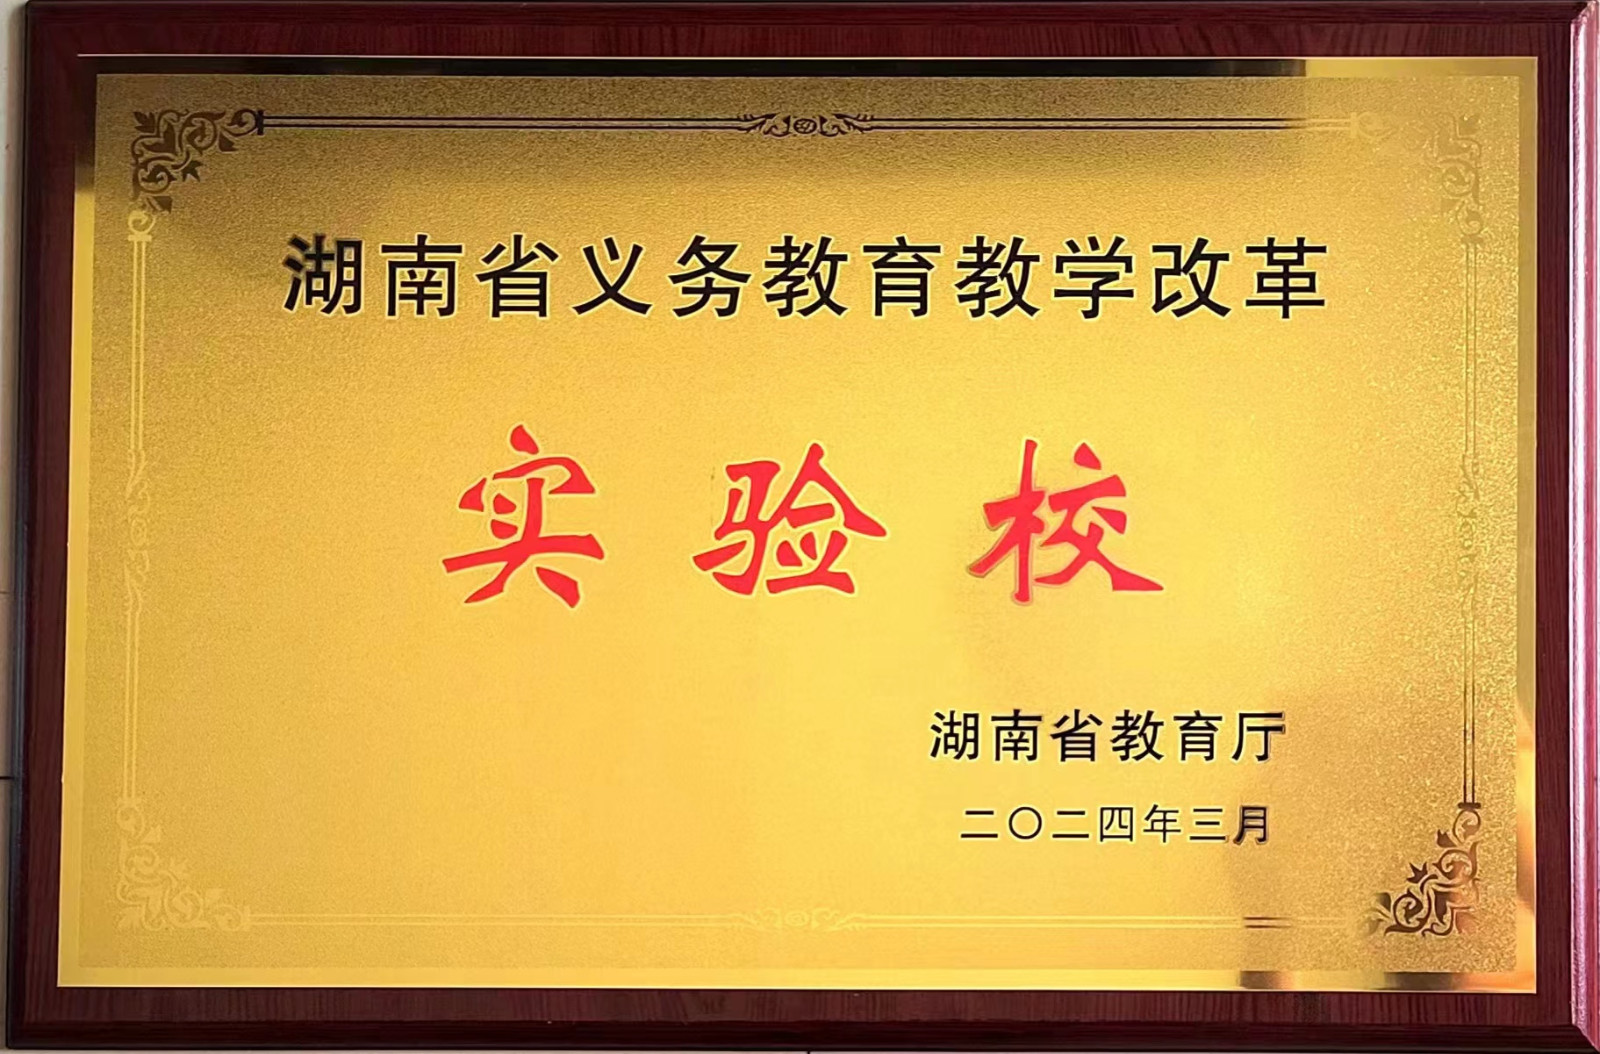 湖南省义务教育教学改革
实验校
湖南省教育厅
二〇二四年三月